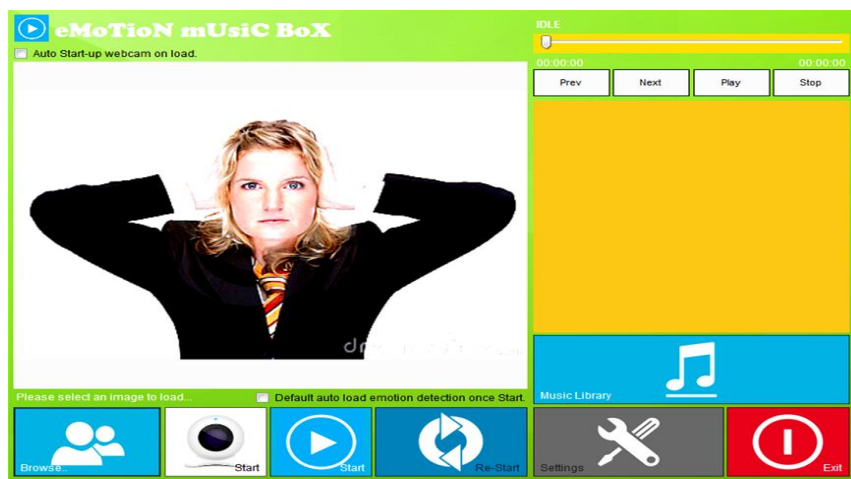 eMoTioN mUsiC BoX
Auto Start-up webcam on load.
IDLE
00:00:00
00:00:00
Prev
Next
Play
Stop
Please select an image to load...
Default auto load emotion detection once Start.
Music Library
Browse..
Start
Start
Re-Start
Settings
Exit